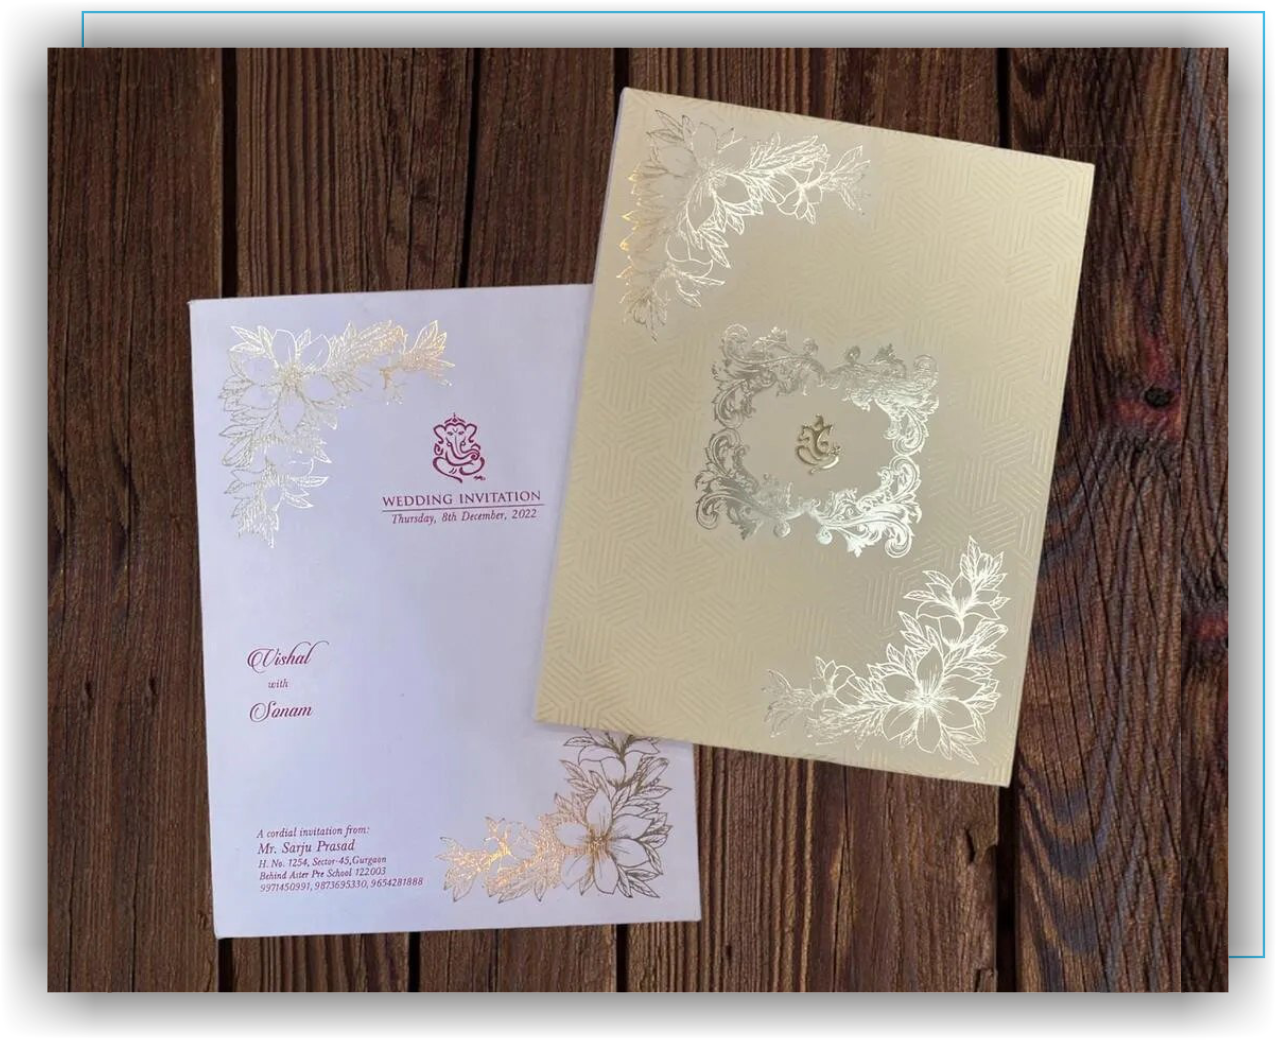 WEDDING INVITATION
Thursday, 8th December, 2022
Vishal
with
Sonam
A cordial invitation from:
Mr. Sarju Prasad
H. No. 1254, Sector-45,Gurgaon
Behind Aster Pre School 122003
9971450991, 9873695330, 9654281888